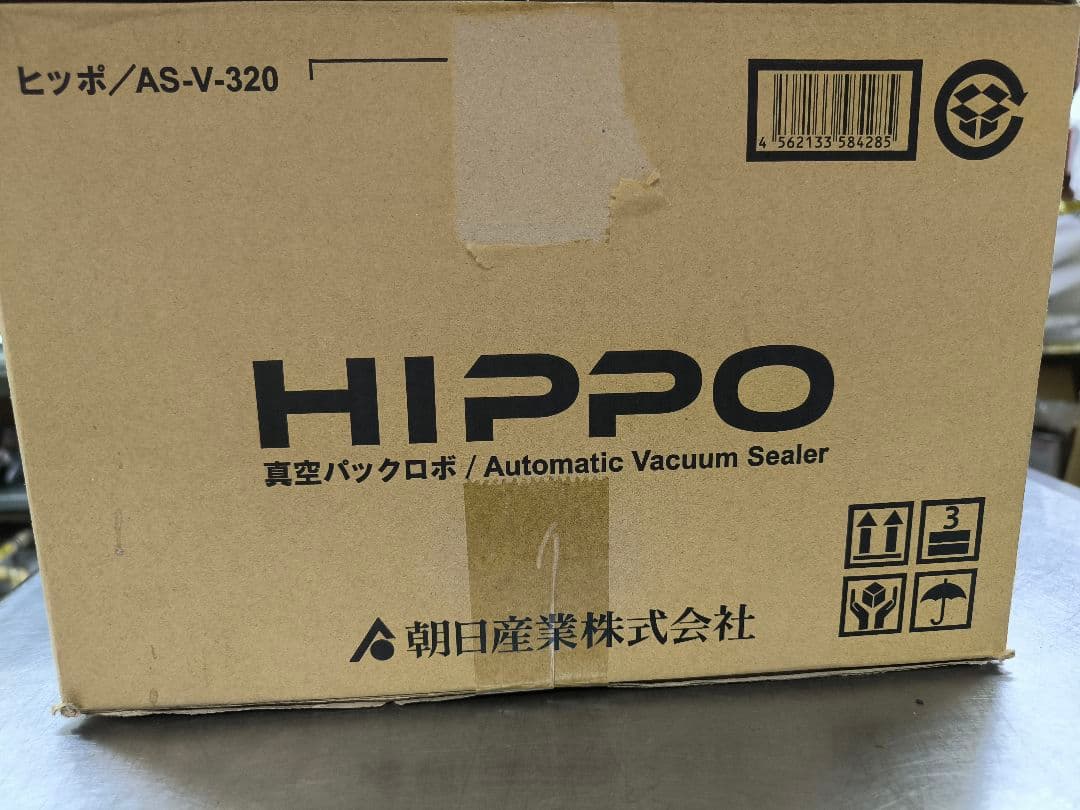 ヒッポ／AS-V-320
4 562133 584285
HIPPO
真空パックロボ / Automatic Vacuum Sealer
3
朝日産業株式会社